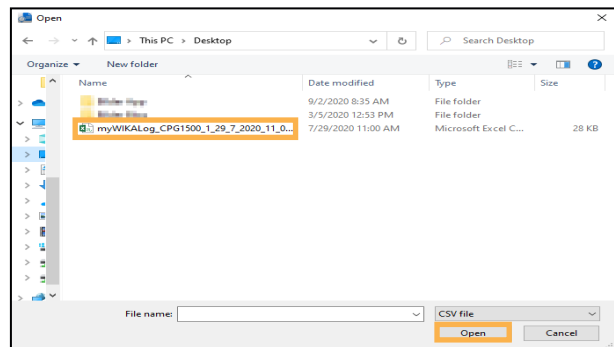 Open
This PC > Desktop
Search Desktop
Organize
New folder
Name
Date modified
Type
Size
9/2/2020 8:35 AM
File folder
3/5/2020 12:53 PM
File folder
myWIKALog_CPG1500_1_29_7_2020_11_0...
7/29/2020 11:00 AM
Microsoft Excel C...
28 KB
File name:
CSV file
Open
Cancel